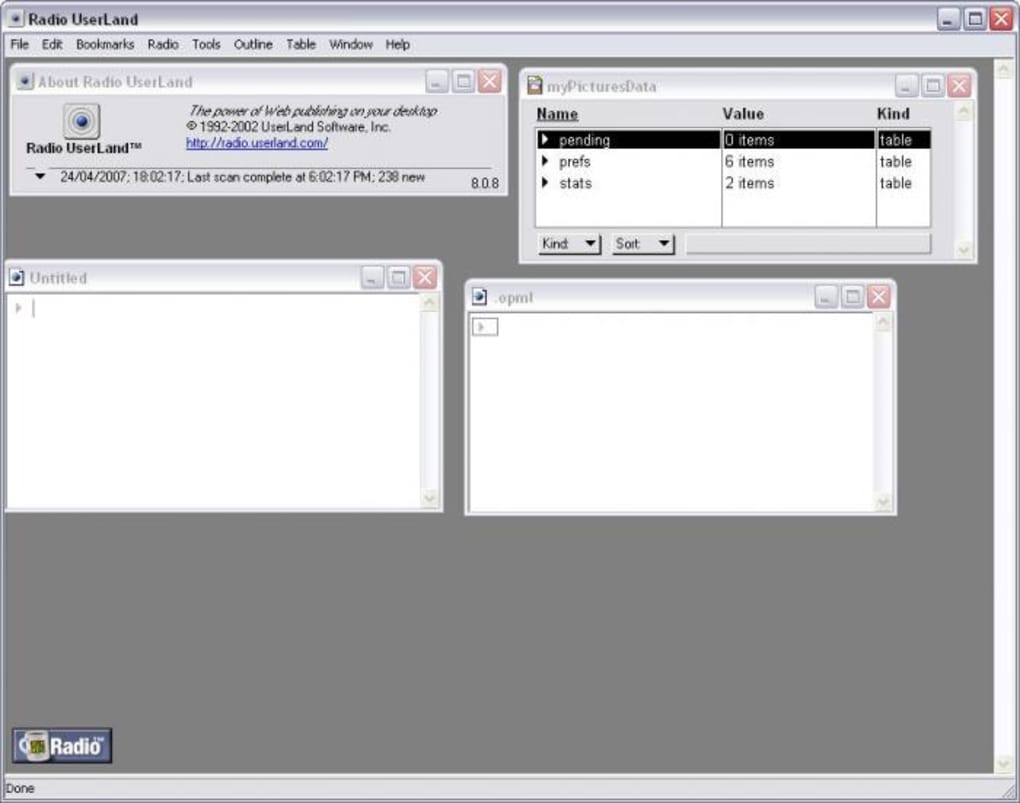 Radio UserLand
File Edit Bookmarks Radio Tools Outline Table Window Help
About Radio UserLand
The power of Web publishing on your desktop
© 1992-2002 UserLand Software, Inc.
http://radio.userland.com/
Radio UserLand™
24/04/2007; 18:02:17; Last scan complete at 6:02:17 PM; 238 new
8.0.8
myPicturesData
Name Value Kind
pending 0 items table
prefs 6 items table
stats 2 items table
Kind: Sort:
Untitled
.opml
Radio™
Done